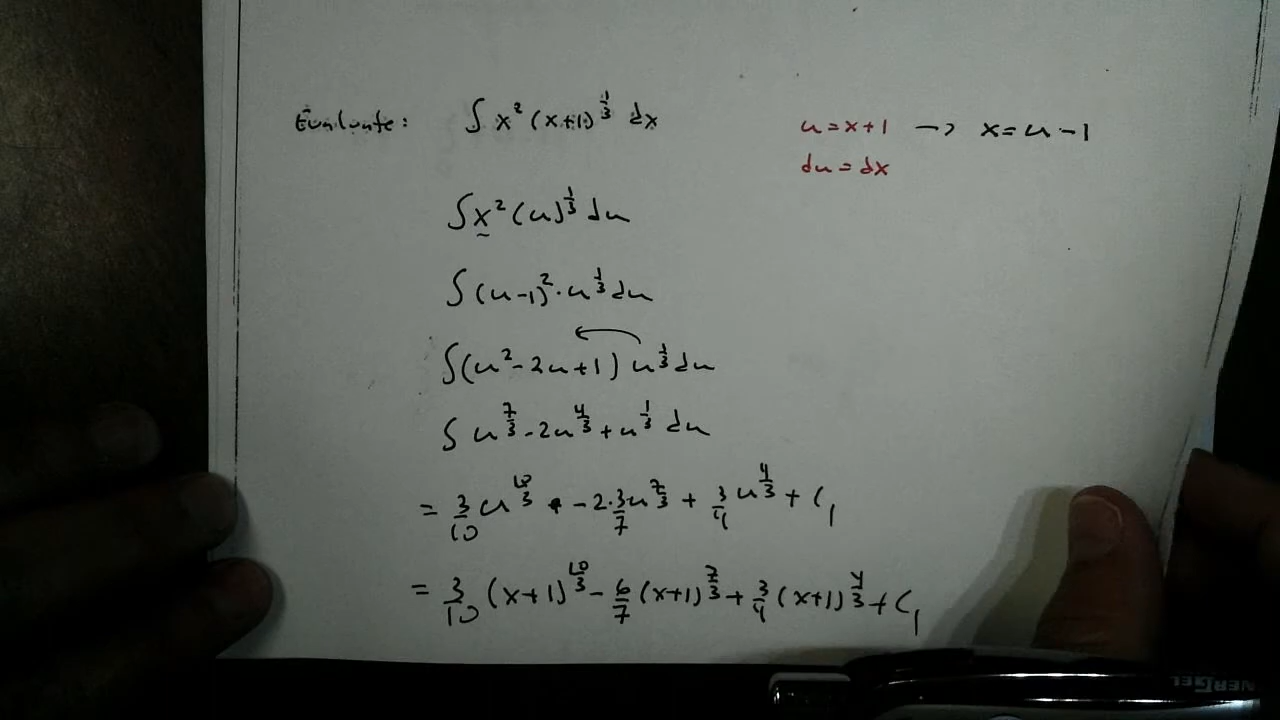 Evaluate: ∫ x² (x+1)^{1/3} dx u = x+1 → x = u - 1
du = dx
∫ x² (u)^{1/3} du
∫ (u-1)² · u^{1/3} du
∫ (u² - 2u + 1) u^{1/3} du
∫ u^{7/3} - 2u^{4/3} + u^{1/3} du
= 3/10 u^{10/3} - 2·3/7 u^{7/3} + 3/4 u^{4/3} + C₁
= 3/10 (x+1)^{10/3} - 6/7 (x+1)^{7/3} + 3/4 (x+1)^{4/3} + C₁